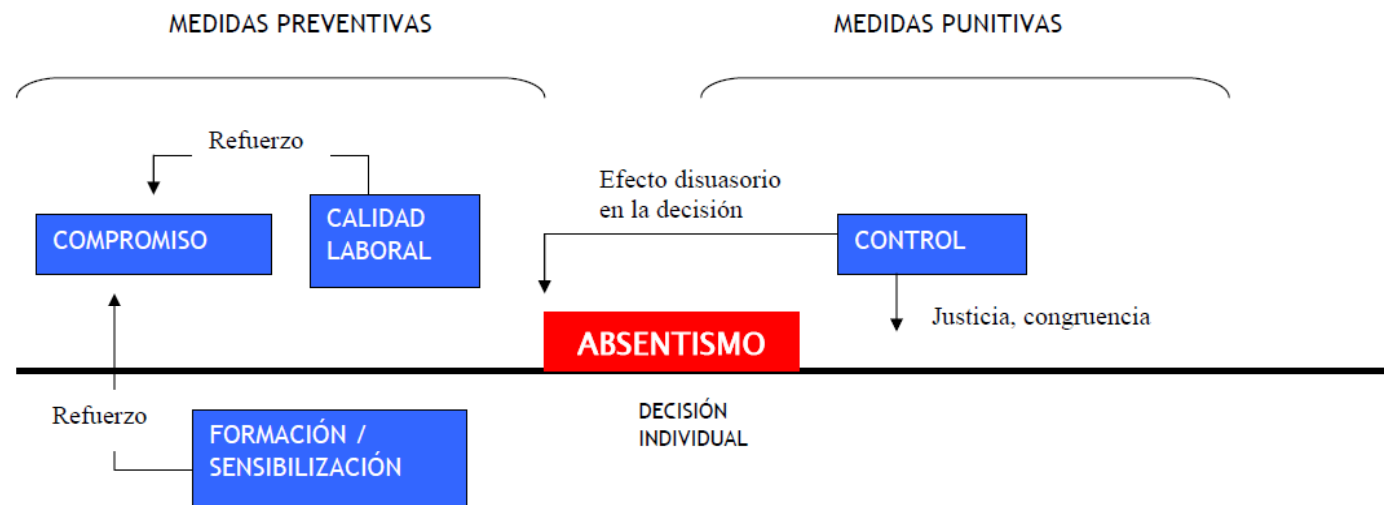 MEDIDAS PREVENTIVAS
MEDIDAS PUNITIVAS
Refuerzo
Efecto disuasorio
en la decisión
COMPROMISO
CALIDAD
LABORAL
CONTROL
Justicia, congruencia
ABSENTISMO
Refuerzo
FORMACIÓN /
SENSIBILIZACIÓN
DECISIÓN
INDIVIDUAL